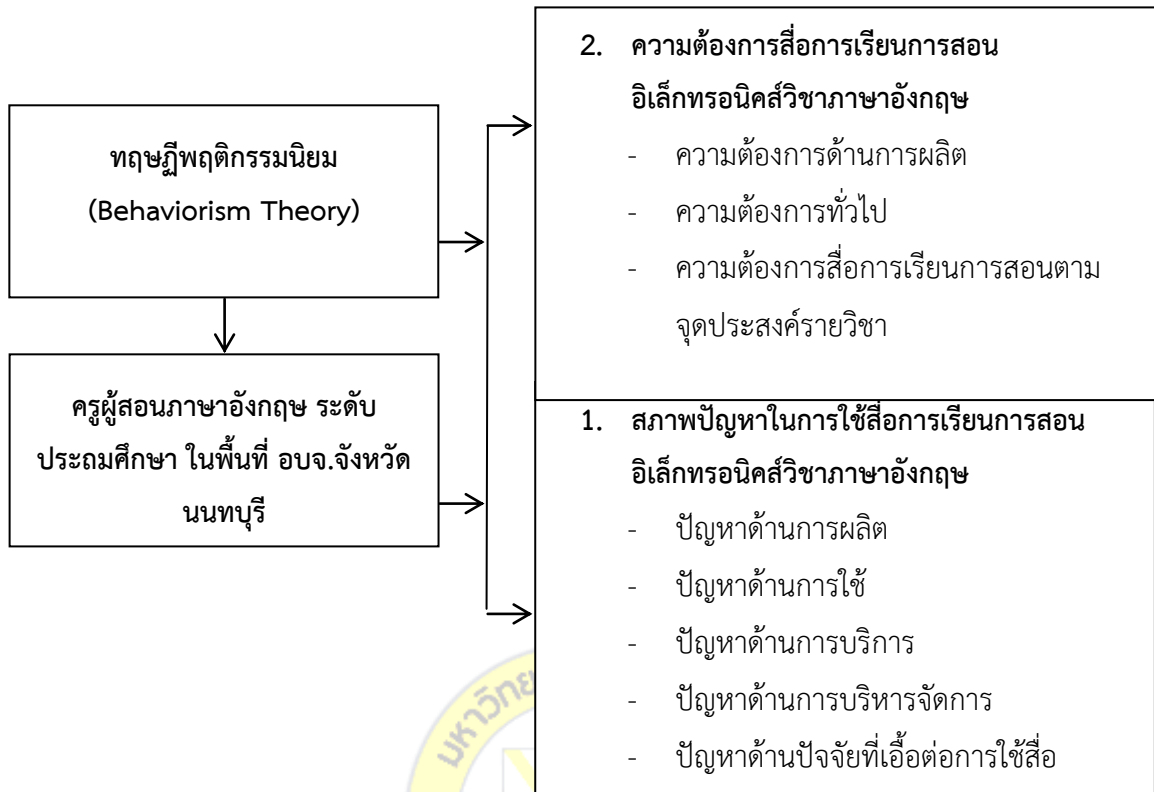 ทฤษฎีพฤติกรรมนิยม
(Behaviorism Theory)
ครูผู้สอนภาษาอังกฤษ ระดับ
ประถมศึกษา ในพื้นที่ อบจ.จังหวัด
นนทบุรี
2. ความต้องการสื่อการเรียนการสอน
อิเล็กทรอนิคส์วิชาภาษาอังกฤษ
- ความต้องการด้านการผลิต
- ความต้องการทั่วไป
- ความต้องการสื่อการเรียนการสอนตาม
จุดประสงค์รายวิชา
1. สภาพปัญหาในการใช้สื่อการเรียนการสอน
อิเล็กทรอนิคส์วิชาภาษาอังกฤษ
- ปัญหาด้านการผลิต
- ปัญหาด้านการใช้
- ปัญหาด้านการบริการ
- ปัญหาด้านการบริหารจัดการ
- ปัญหาด้านปัจจัยที่เอื้อต่อการใช้สื่อ